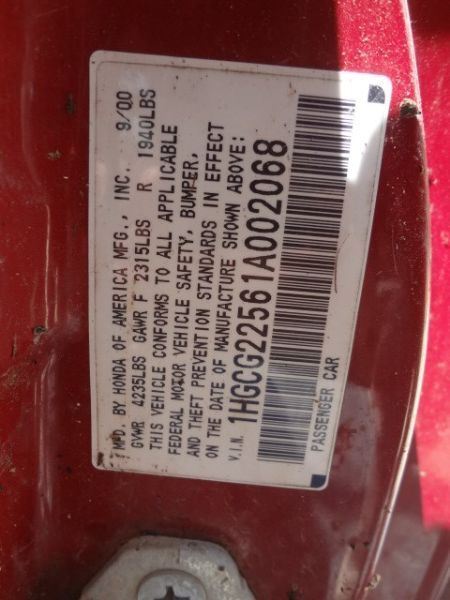 MFD. BY HONDA OF AMERICA MFG., INC. 9/00
GVWR 4235LBS GAWR F 2315LBS R 1940LBS
THIS VEHICLE CONFORMS TO ALL APPLICABLE
FEDERAL MOTOR VEHICLE SAFETY, BUMPER,
AND THEFT PREVENTION STANDARDS IN EFFECT
ON THE DATE OF MANUFACTURE SHOWN ABOVE:
V.I.N. 1HGCG22561A002068
PASSENGER CAR